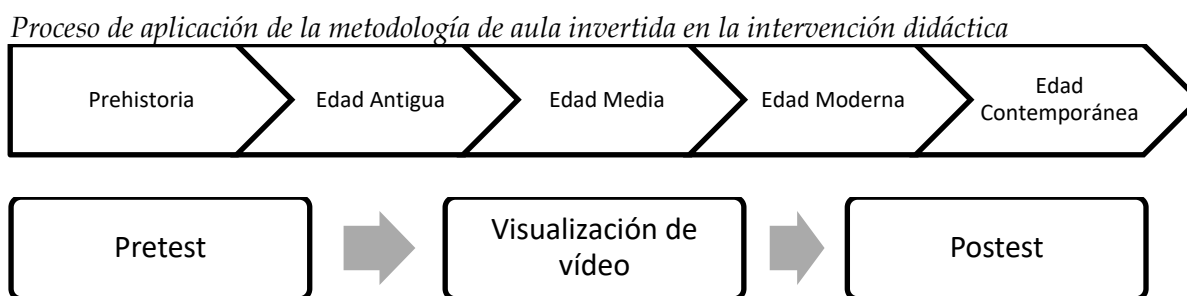 Proceso de aplicación de la metodología de aula invertida en la intervención didáctica
Prehistoria
Edad Antigua
Edad Media
Edad Moderna
Edad
Contemporánea
Pretest
Visualización de
vídeo
Postest